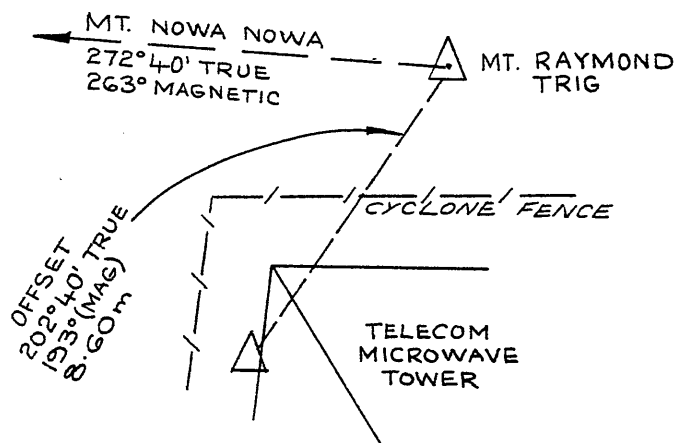 MT. NOWA NOWA
272°40' TRUE
263° MAGNETIC
MT. RAYMOND
TRIG
CYCLONE FENCE
OFFSET
202°40' TRUE
193°(MAG)
8.60m
TELECOM
MICROWAVE
TOWER